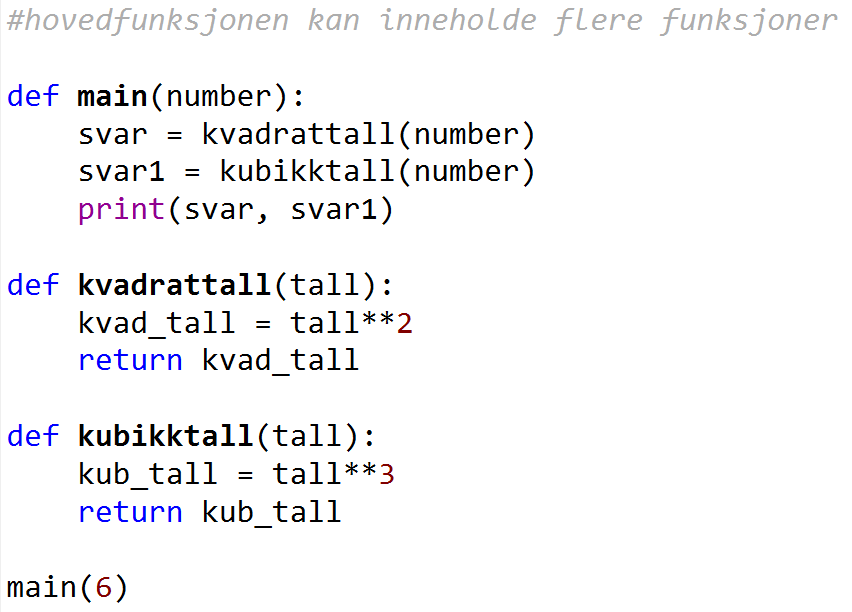 #hovedfunksjonen kan inneholde flere funksjoner

def main(number):
    svar = kvadrattall(number)
    svar1 = kubikktall(number)
    print(svar, svar1)

def kvadrattall(tall):
    kvad_tall = tall**2
    return kvad_tall

def kubikktall(tall):
    kub_tall = tall**3
    return kub_tall

main(6)